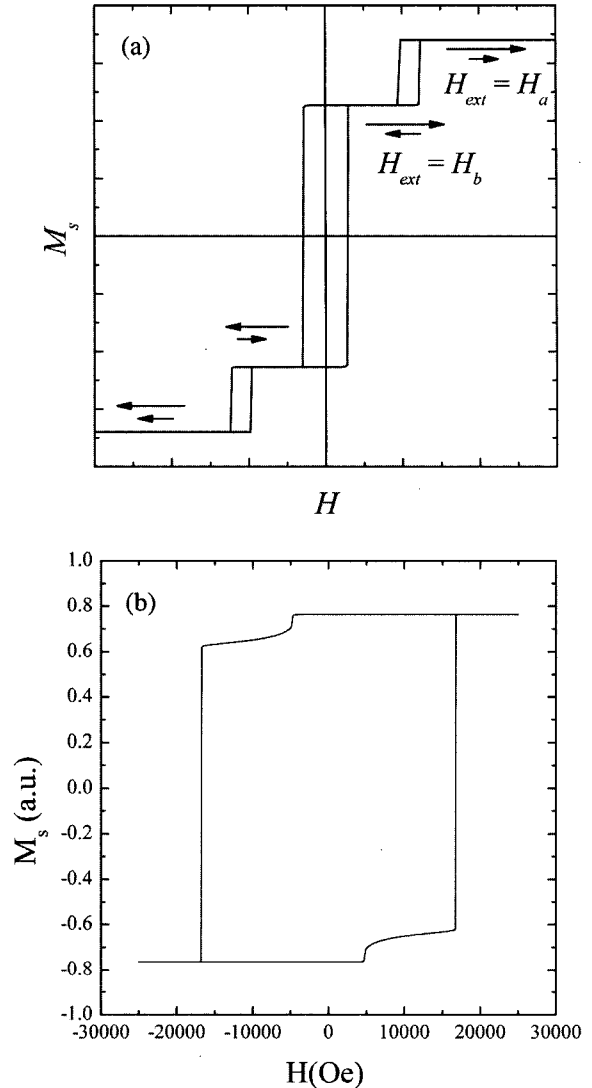 (a)
H_ext = H_a
H_ext = H_b
M_s
H
(b)
1.0
0.8
0.6
0.4
0.2
0.0
-0.2
-0.4
-0.6
-0.8
-1.0
M_s (a.u.)
-30000 -20000 -10000 0 10000 20000 30000
H(Oe)